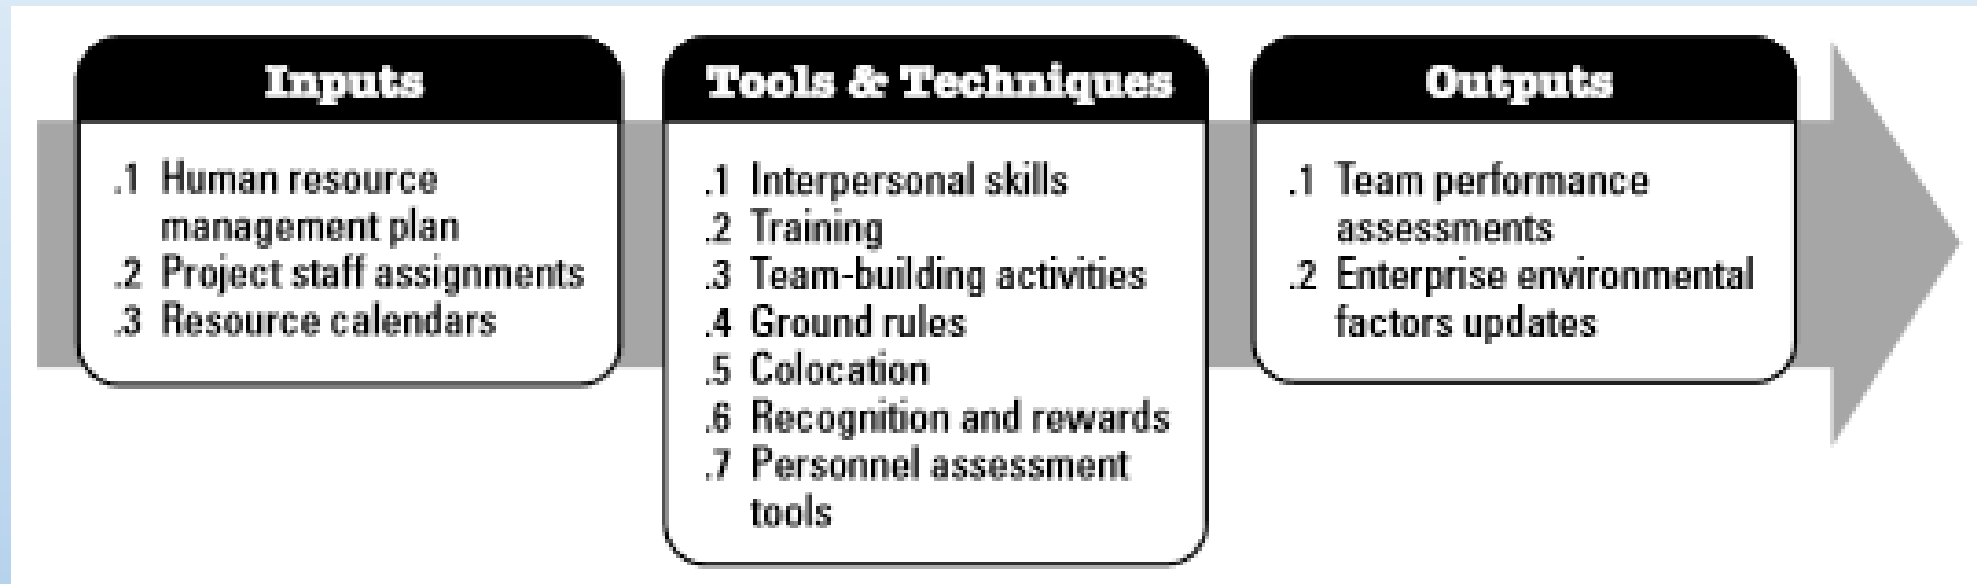 Inputs
.1 Human resource
management plan
.2 Project staff assignments
.3 Resource calendars
Tools & Techniques
.1 Interpersonal skills
.2 Training
.3 Team-building activities
.4 Ground rules
.5 Colocation
.6 Recognition and rewards
.7 Personnel assessment
tools
Outputs
.1 Team performance
assessments
.2 Enterprise environmental
factors updates